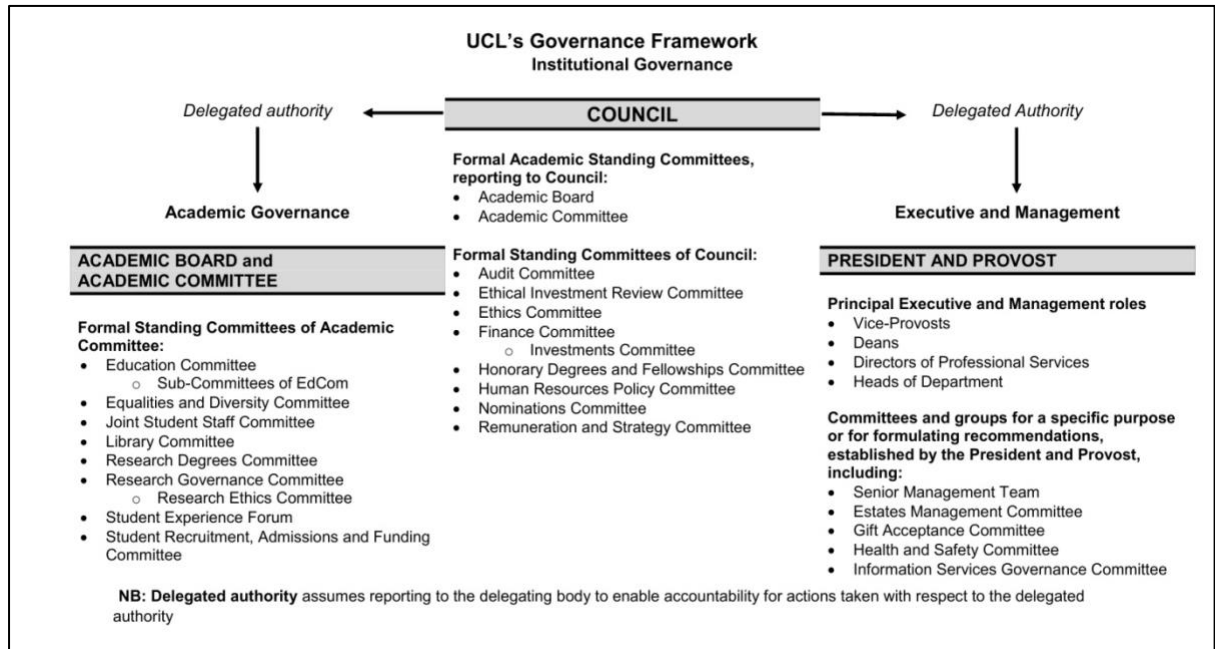 UCL's Governance Framework
Institutional Governance
Delegated authority
COUNCIL
Delegated Authority
Formal Academic Standing Committees,
reporting to Council:
• Academic Board
• Academic Committee
Academic Governance
Executive and Management
ACADEMIC BOARD and
ACADEMIC COMMITTEE
Formal Standing Committees of Academic
Committee:
• Education Committee
o Sub-Committees of EdCom
• Equalities and Diversity Committee
• Joint Student Staff Committee
• Library Committee
• Research Degrees Committee
• Research Governance Committee
o Research Ethics Committee
• Student Experience Forum
• Student Recruitment, Admissions and Funding
Committee
Formal Standing Committees of Council:
• Audit Committee
• Ethical Investment Review Committee
• Ethics Committee
• Finance Committee
o Investments Committee
• Honorary Degrees and Fellowships Committee
• Human Resources Policy Committee
• Nominations Committee
• Remuneration and Strategy Committee
PRESIDENT AND PROVOST
Principal Executive and Management roles
• Vice-Provosts
• Deans
• Directors of Professional Services
• Heads of Department
Committees and groups for a specific purpose
or for formulating recommendations,
established by the President and Provost,
including:
• Senior Management Team
• Estates Management Committee
• Gift Acceptance Committee
• Health and Safety Committee
• Information Services Governance Committee
NB: Delegated authority assumes reporting to the delegating body to enable accountability for actions taken with respect to the delegated
authority